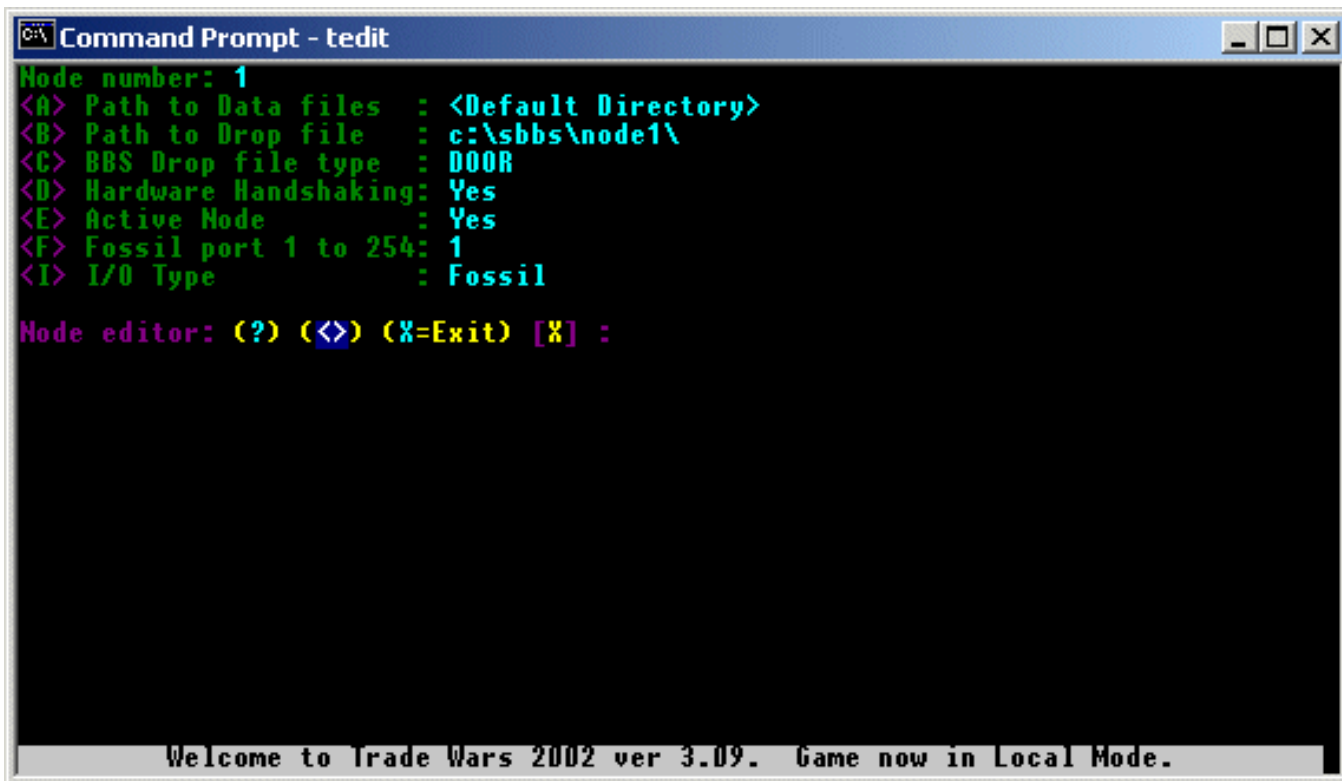 Command Prompt - tedit
Node number: 1
<A> Path to Data files  : <Default Directory>
<B> Path to Drop file   : c:\sbbs\node1\
<C> BBS Drop file type  : DOOR
<D> Hardware Handshaking: Yes
<E> Active Node         : Yes
<F> Fossil port 1 to 254: 1
<I> I/O Type            : Fossil
Node editor: (?) (<>) (X=Exit) [X] :
Welcome to Trade Wars 2002 ver 3.09.  Game now in Local Mode.